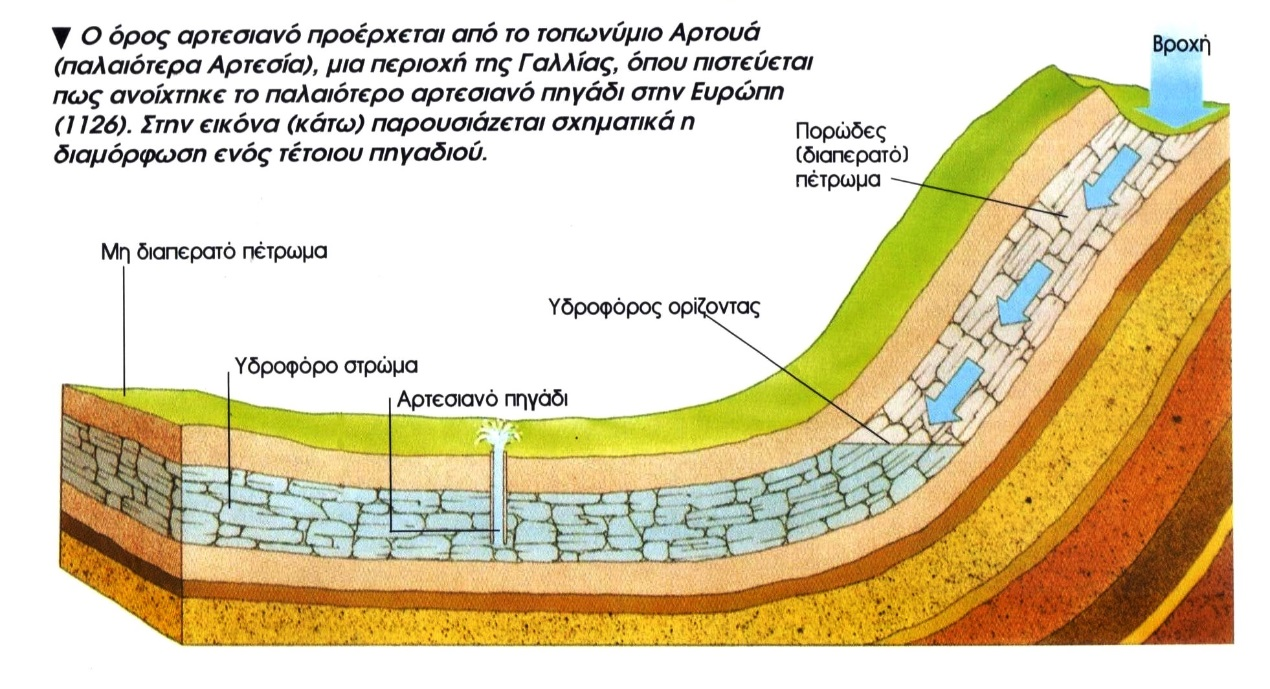 ▼ Ο όρος αρτεσιανό προέρχεται από το τοπωνύμιο Αρτουά
(παλαιότερα Αρτεσία), μια περιοχή της Γαλλίας, όπου πιστεύεται
πως ανοίχτηκε το παλαιότερο αρτεσιανό πηγάδι στην Ευρώπη
(1126). Στην εικόνα (κάτω) παρουσιάζεται σχηματικά η
διαμόρφωση ενός τέτοιου πηγαδιού.
Βροχή
Πορώδες
(διαπερατό)
πέτρωμα
Μη διαπερατό πέτρωμα
Υδροφόρος ορίζοντας
Υδροφόρο στρώμα
Αρτεσιανό πηγάδι